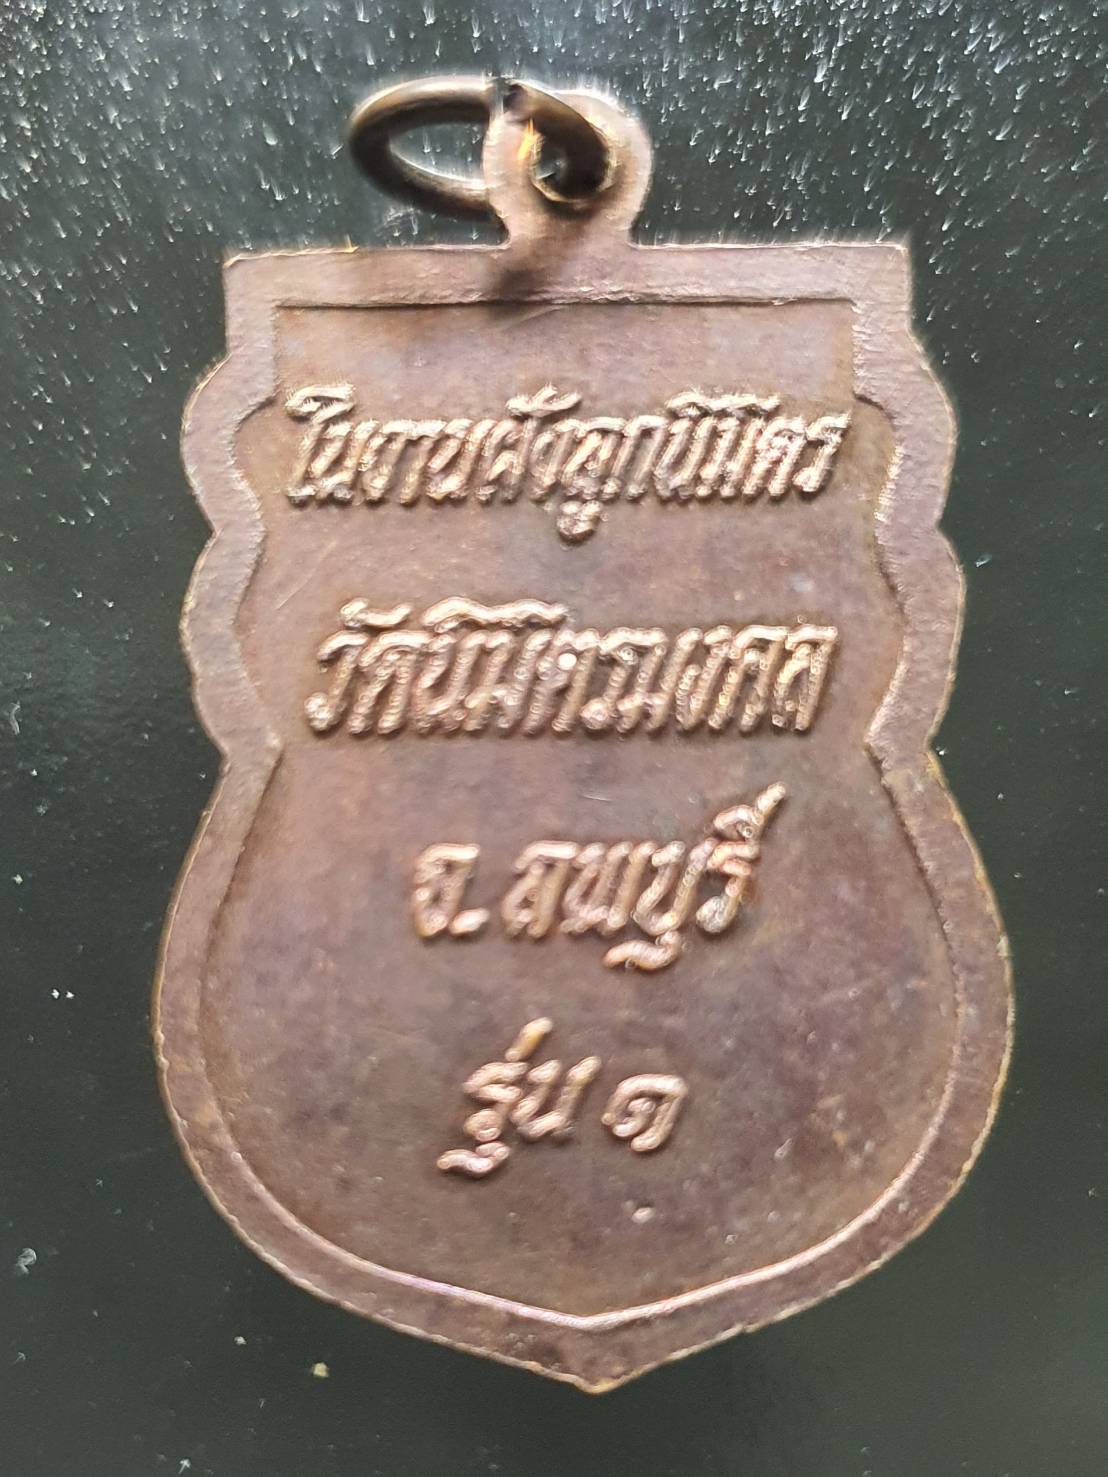 ในงานฝังลูกนิมิตร
วัดนิมิตรมงคล
จ.ลพบุรี
รุ่น ๑